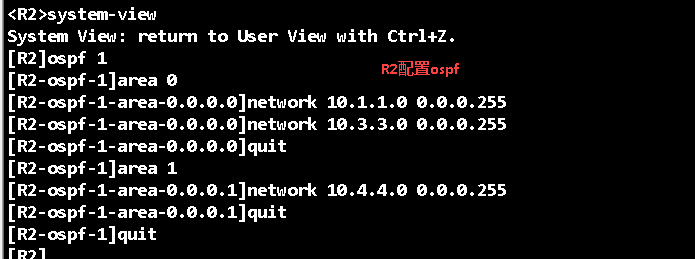 <R2>system-view
System View: return to User View with Ctrl+Z.
[R2]ospf 1
R2配置ospf
[R2-ospf-1]area 0
[R2-ospf-1-area-0.0.0.0]network 10.1.1.0 0.0.0.255
[R2-ospf-1-area-0.0.0.0]network 10.3.3.0 0.0.0.255
[R2-ospf-1-area-0.0.0.0]quit
[R2-ospf-1]area 1
[R2-ospf-1-area-0.0.0.1]network 10.4.4.0 0.0.0.255
[R2-ospf-1-area-0.0.0.1]quit
[R2-ospf-1]quit
[R2]